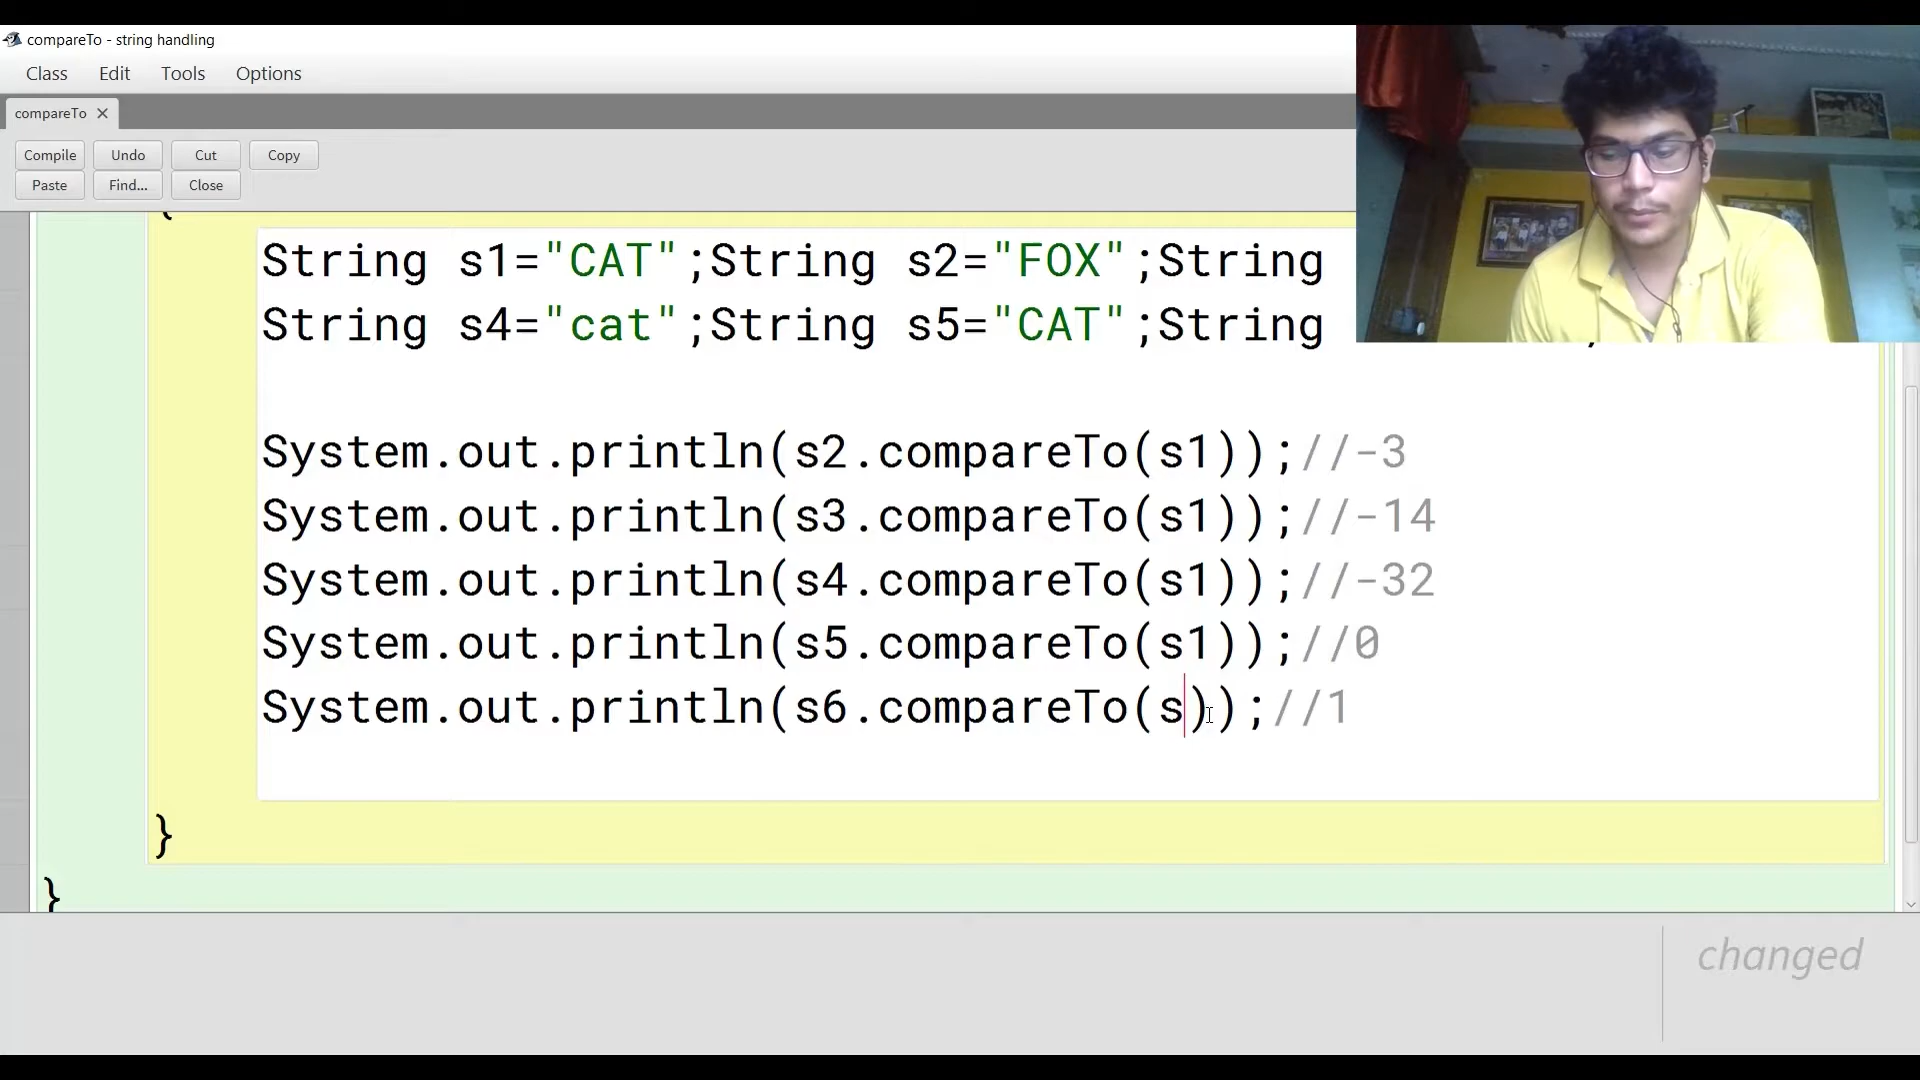 compareTo - string handling
Class Edit Tools Options
compareTo ✕
Compile Undo Cut Copy
Paste Find... Close
{
String s1="CAT";String s2="FOX";String
String s4="cat";String s5="CAT";String
System.out.println(s2.compareTo(s1));//-3
System.out.println(s3.compareTo(s1));//-14
System.out.println(s4.compareTo(s1));//-32
System.out.println(s5.compareTo(s1));//0
System.out.println(s6.compareTo(s));//1
}
}
changed